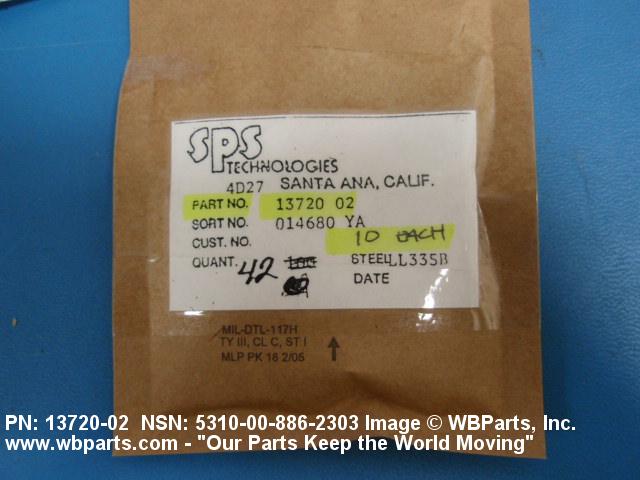 SPS
TECHNOLOGIES
4D27 SANTA ANA, CALIF.
PART NO. 13720 02
SORT NO. 014680 YA
CUST. NO. 10 EACH
QUANT. 42 STEEL LL335B
DATE
MIL-DTL-117H
TY III, CL C, ST I
MLP PK 16 2/05
PN: 13720-02 NSN: 5310-00-886-2303 Image © WBParts, Inc.
www.wbparts.com - "Our Parts Keep the World Moving"